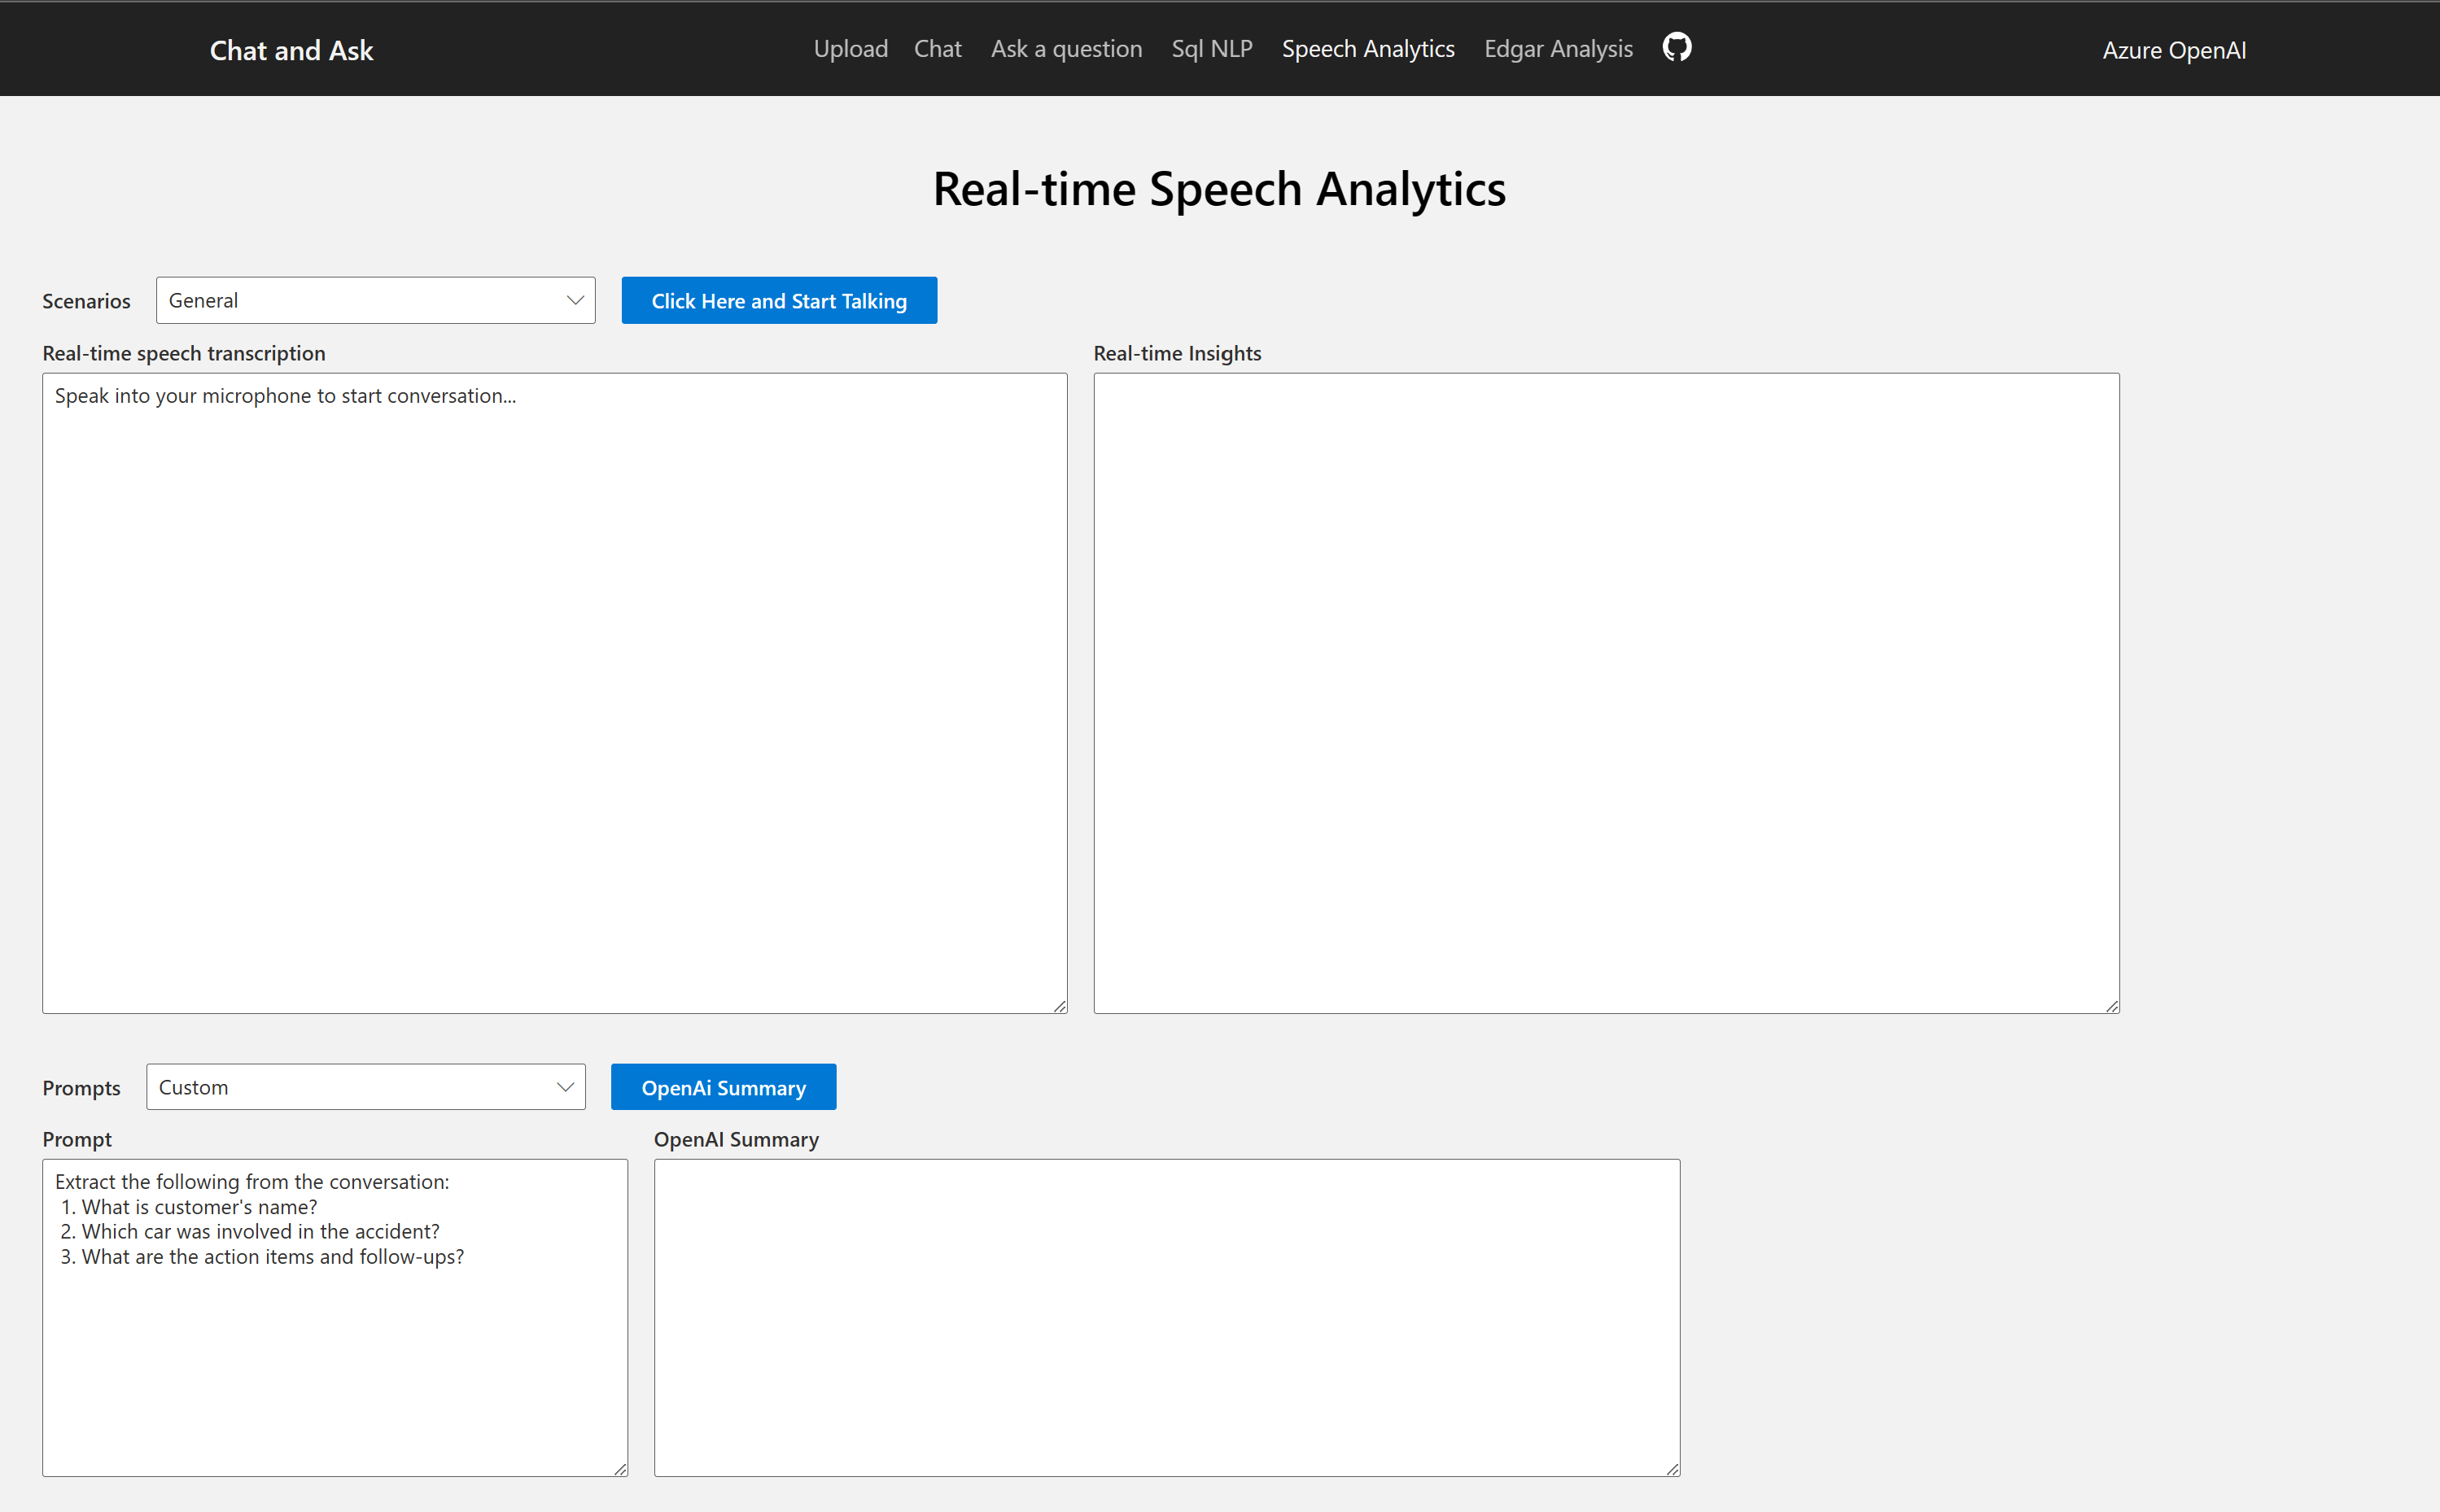 Chat and Ask
Upload Chat Ask a question Sql NLP Speech Analytics Edgar Analysis
Azure OpenAI
Real-time Speech Analytics
Scenarios General Click Here and Start Talking
Real-time speech transcription
Speak into your microphone to start conversation...
Real-time Insights
Prompts Custom OpenAi Summary
Prompt
Extract the following from the conversation:
1. What is customer's name?
2. Which car was involved in the accident?
3. What are the action items and follow-ups?
OpenAI Summary